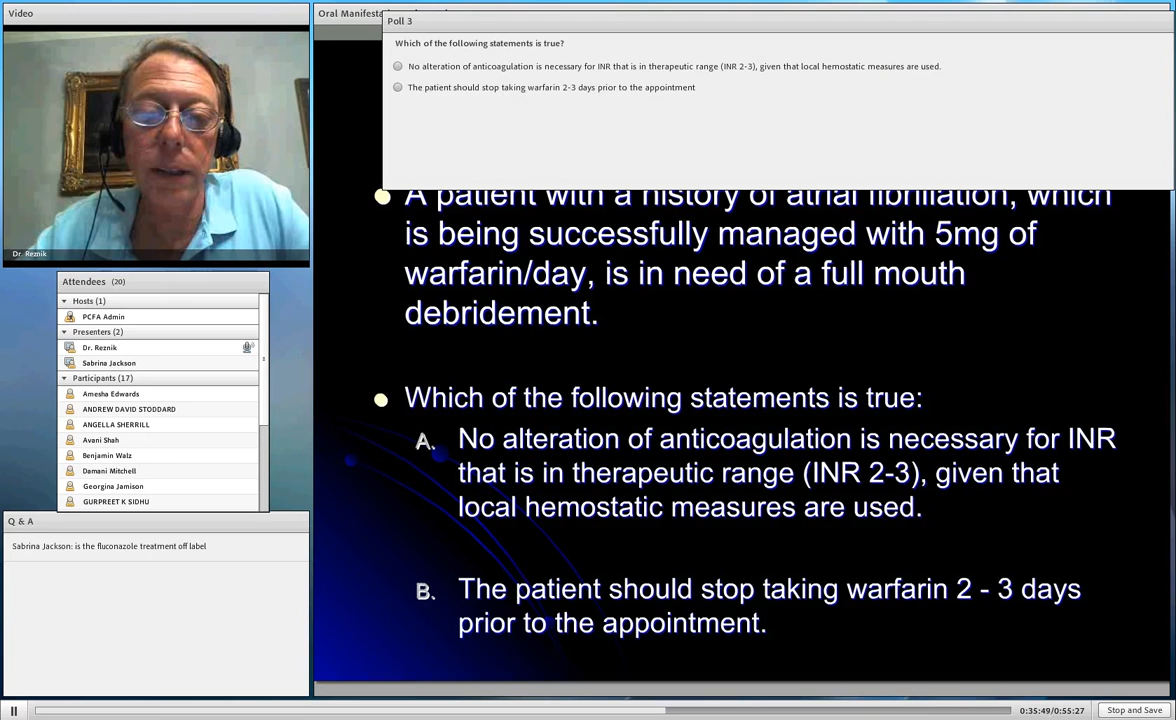 Video
Dr. Reznik
Attendees (20)
Hosts (1)
PCFA Admin
Presenters (2)
Dr. Reznik
Sabrina Jackson
Participants (17)
Amesha Edwards
ANDREW DAVID STODDARD
ANGELLA SHERRILL
Avani Shah
Benjamin Walz
Damani Mitchell
Georgina Jamison
GURPREET K SIDHU
Q & A
Sabrina Jackson: is the fluconazole treatment off label
Oral Manifesta
Poll 3
Which of the following statements is true?
No alteration of anticoagulation is necessary for INR that is in therapeutic range (INR 2-3), given that local hemostatic measures are used.
The patient should stop taking warfarin 2-3 days prior to the appointment
A patient with a history of atrial fibrillation, which
is being successfully managed with 5mg of
warfarin/day, is in need of a full mouth
debridement.
Which of the following statements is true:
A. No alteration of anticoagulation is necessary for INR
that is in therapeutic range (INR 2-3), given that
local hemostatic measures are used.
B. The patient should stop taking warfarin 2 - 3 days
prior to the appointment.
0:35:49/0:55:27
Stop and Save